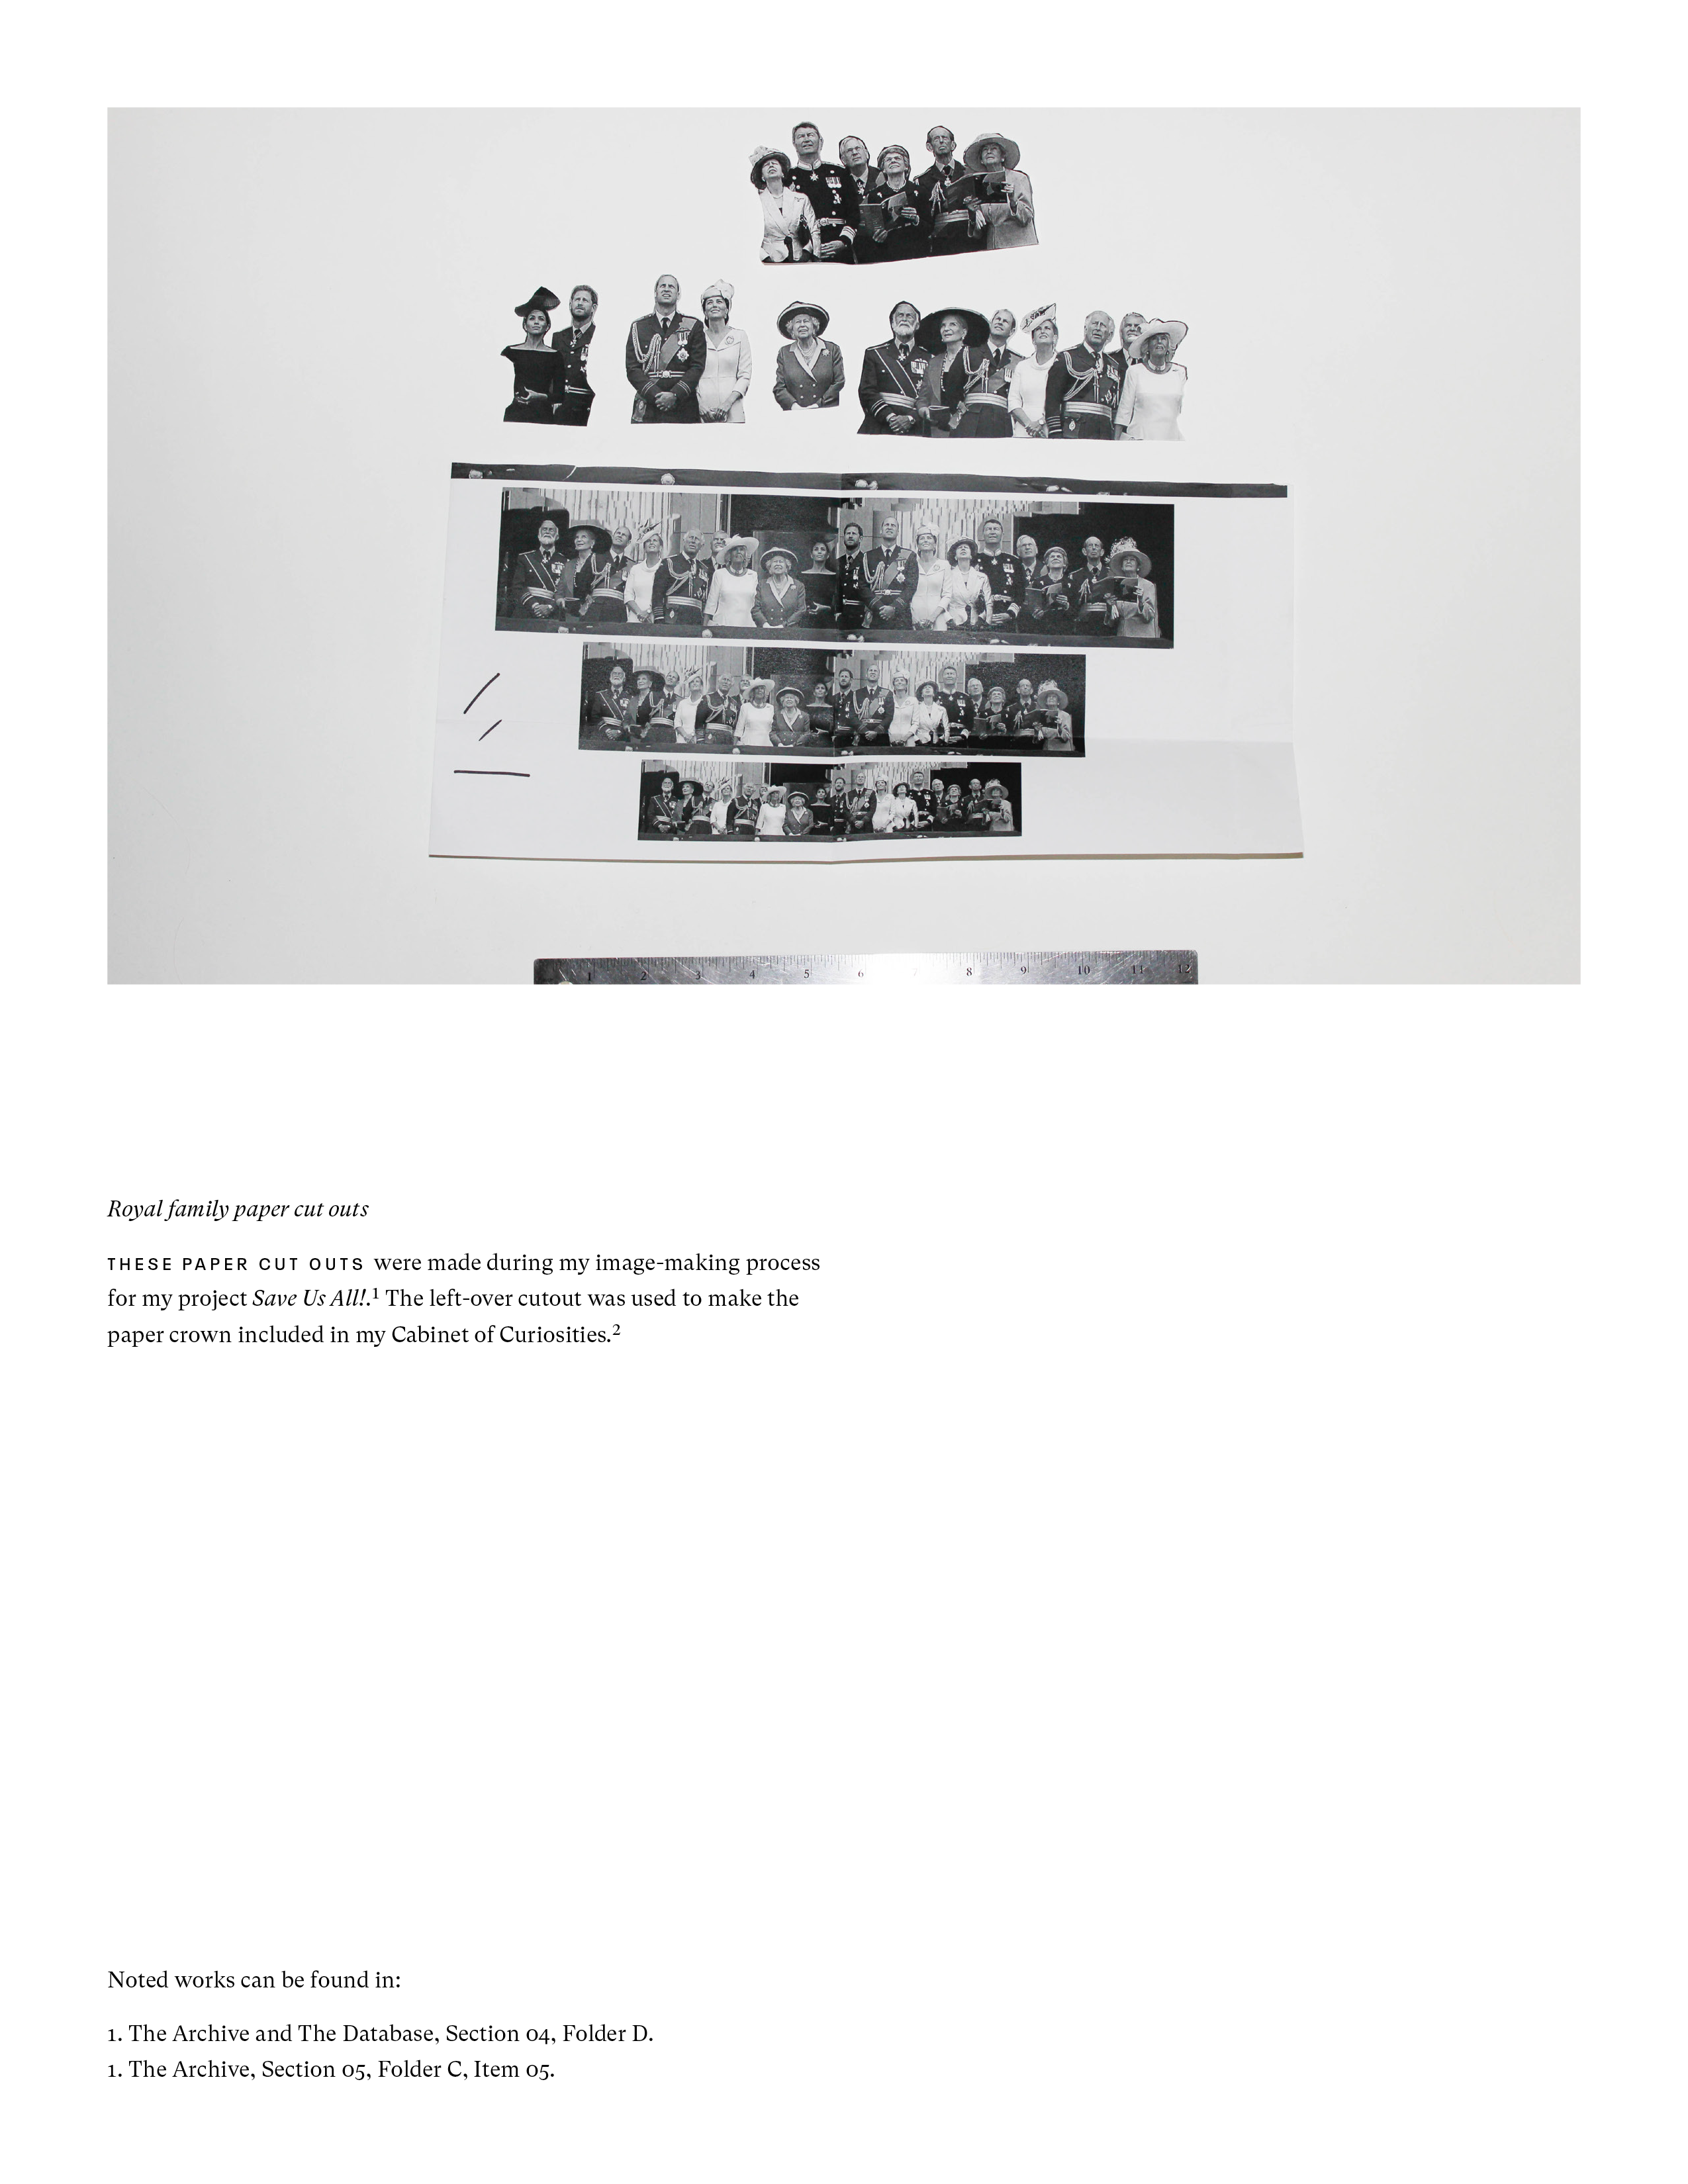 1 2 3 4 5 6 7 8 9 10 11 12
Royal family paper cut outs
THESE PAPER CUT OUTS were made during my image-making process
for my project Save Us All!.¹ The left-over cutout was used to make the
paper crown included in my Cabinet of Curiosities.²
Noted works can be found in:
1. The Archive and The Database, Section 04, Folder D.
1. The Archive, Section 05, Folder C, Item 05.